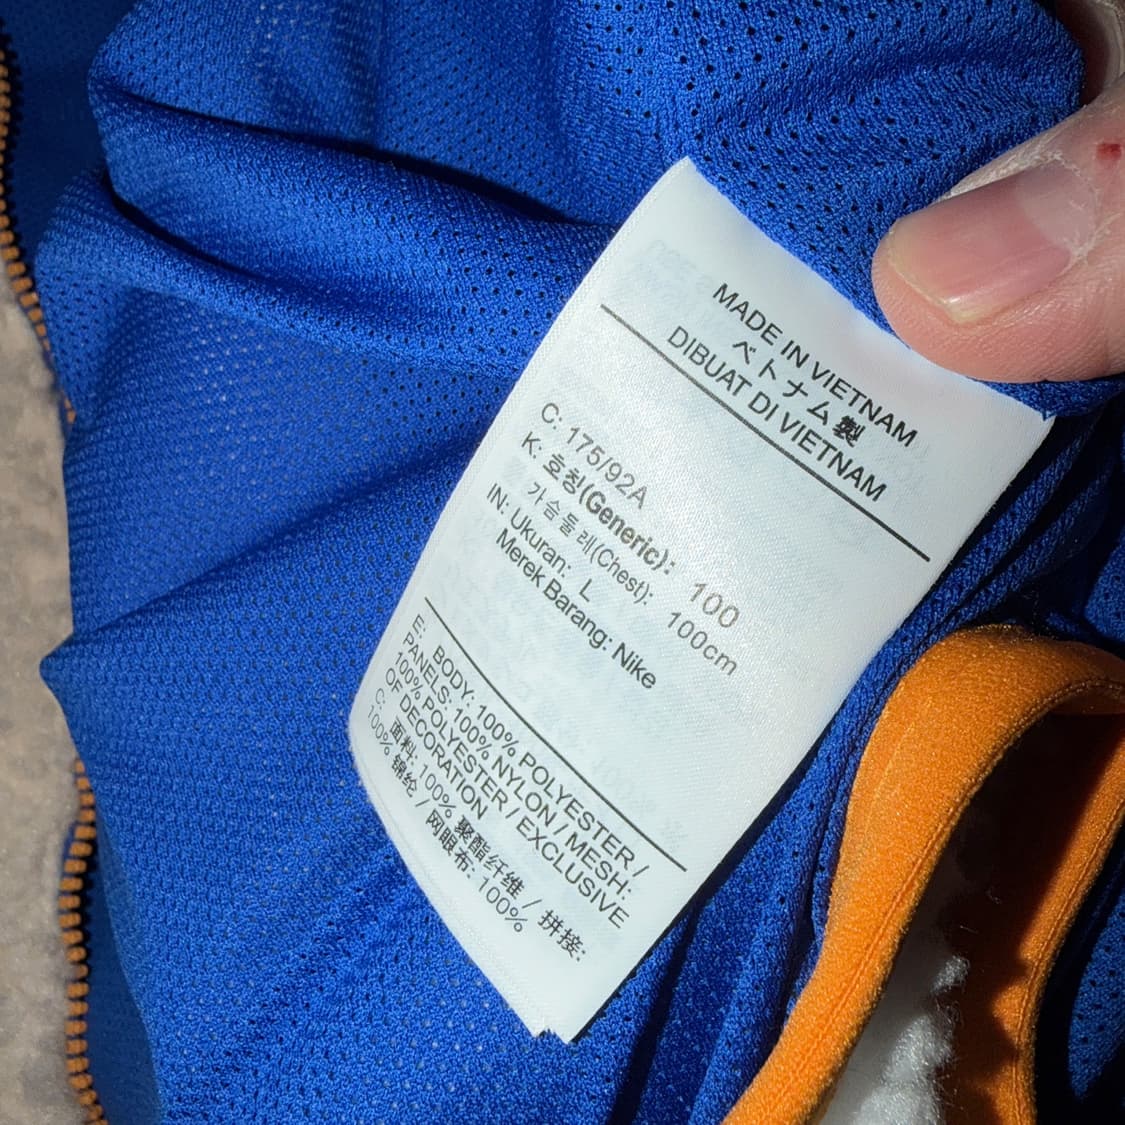 MADE IN VIETNAM
ベトナム製
DIBUAT DI VIETNAM
C: 175/92A
K: 호칭(Generic): 100
가슴둘레(Chest): 100cm
IN: Ukuran: L
Merek Barang: Nike
E: BODY: 100% POLYESTER /
PANELS: 100% NYLON / MESH:
100% POLYESTER / EXCLUSIVE
OF DECORATION
C: 面料: 100% 聚酯纤维 / 拼接:
100% 锦纶 / 网眼布: 100%